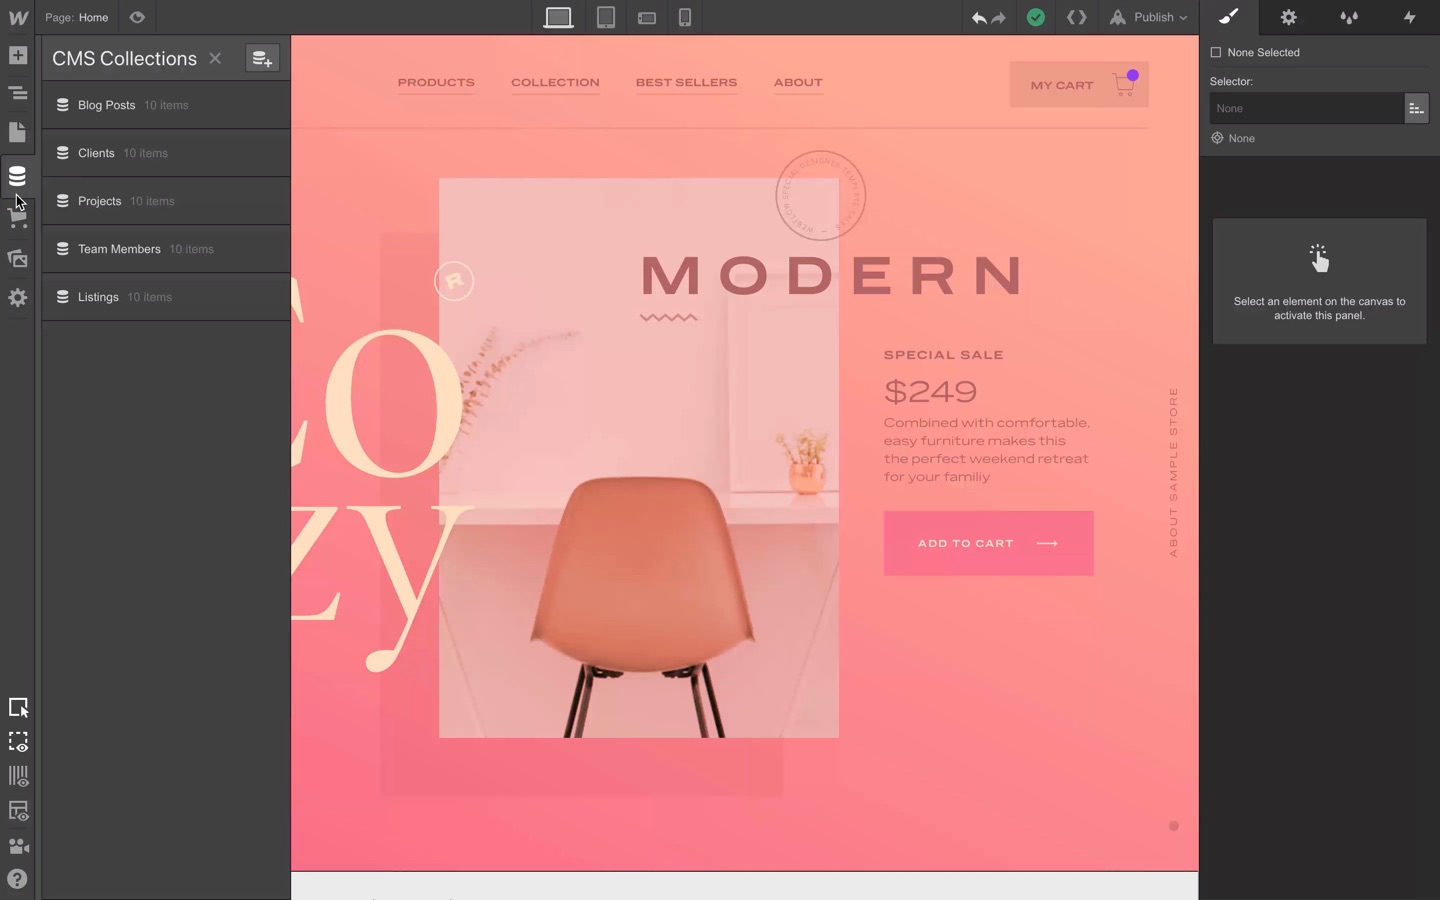 Page: Home
Publish
CMS Collections
Blog Posts 10 items
Clients 10 items
Projects 10 items
Team Members 10 items
Listings 10 items
PRODUCTS
COLLECTION
BEST SELLERS
ABOUT
MY CART
R
MODERN
Co
zy
SPECIAL SALE
$249
Combined with comfortable,
easy furniture makes this
the perfect weekend retreat
for your familiy
ADD TO CART
ABOUT SAMPLE STORE
None Selected
Selector:
None
None
Select an element on the canvas to
activate this panel.